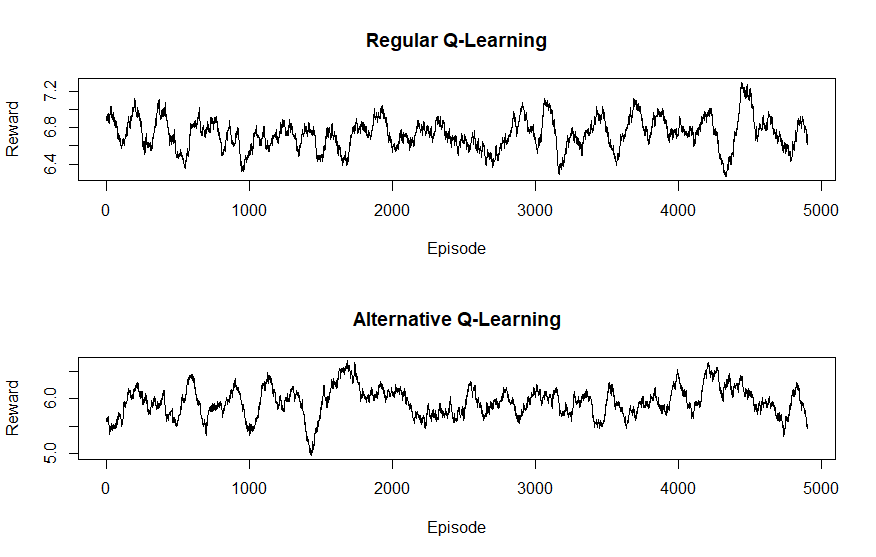 Regular Q-Learning
Reward
7.2
6.8
6.4
0 1000 2000 3000 4000 5000
Episode
Alternative Q-Learning
Reward
6.0
5.0
0 1000 2000 3000 4000 5000
Episode